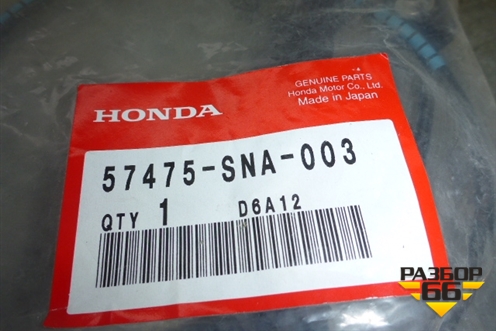 GENUINE PARTS
Honda Motor Co., Ltd.
Made in Japan
HONDA
57475-SNA-003
QTY 1 D6A12
РАЗБОР
66